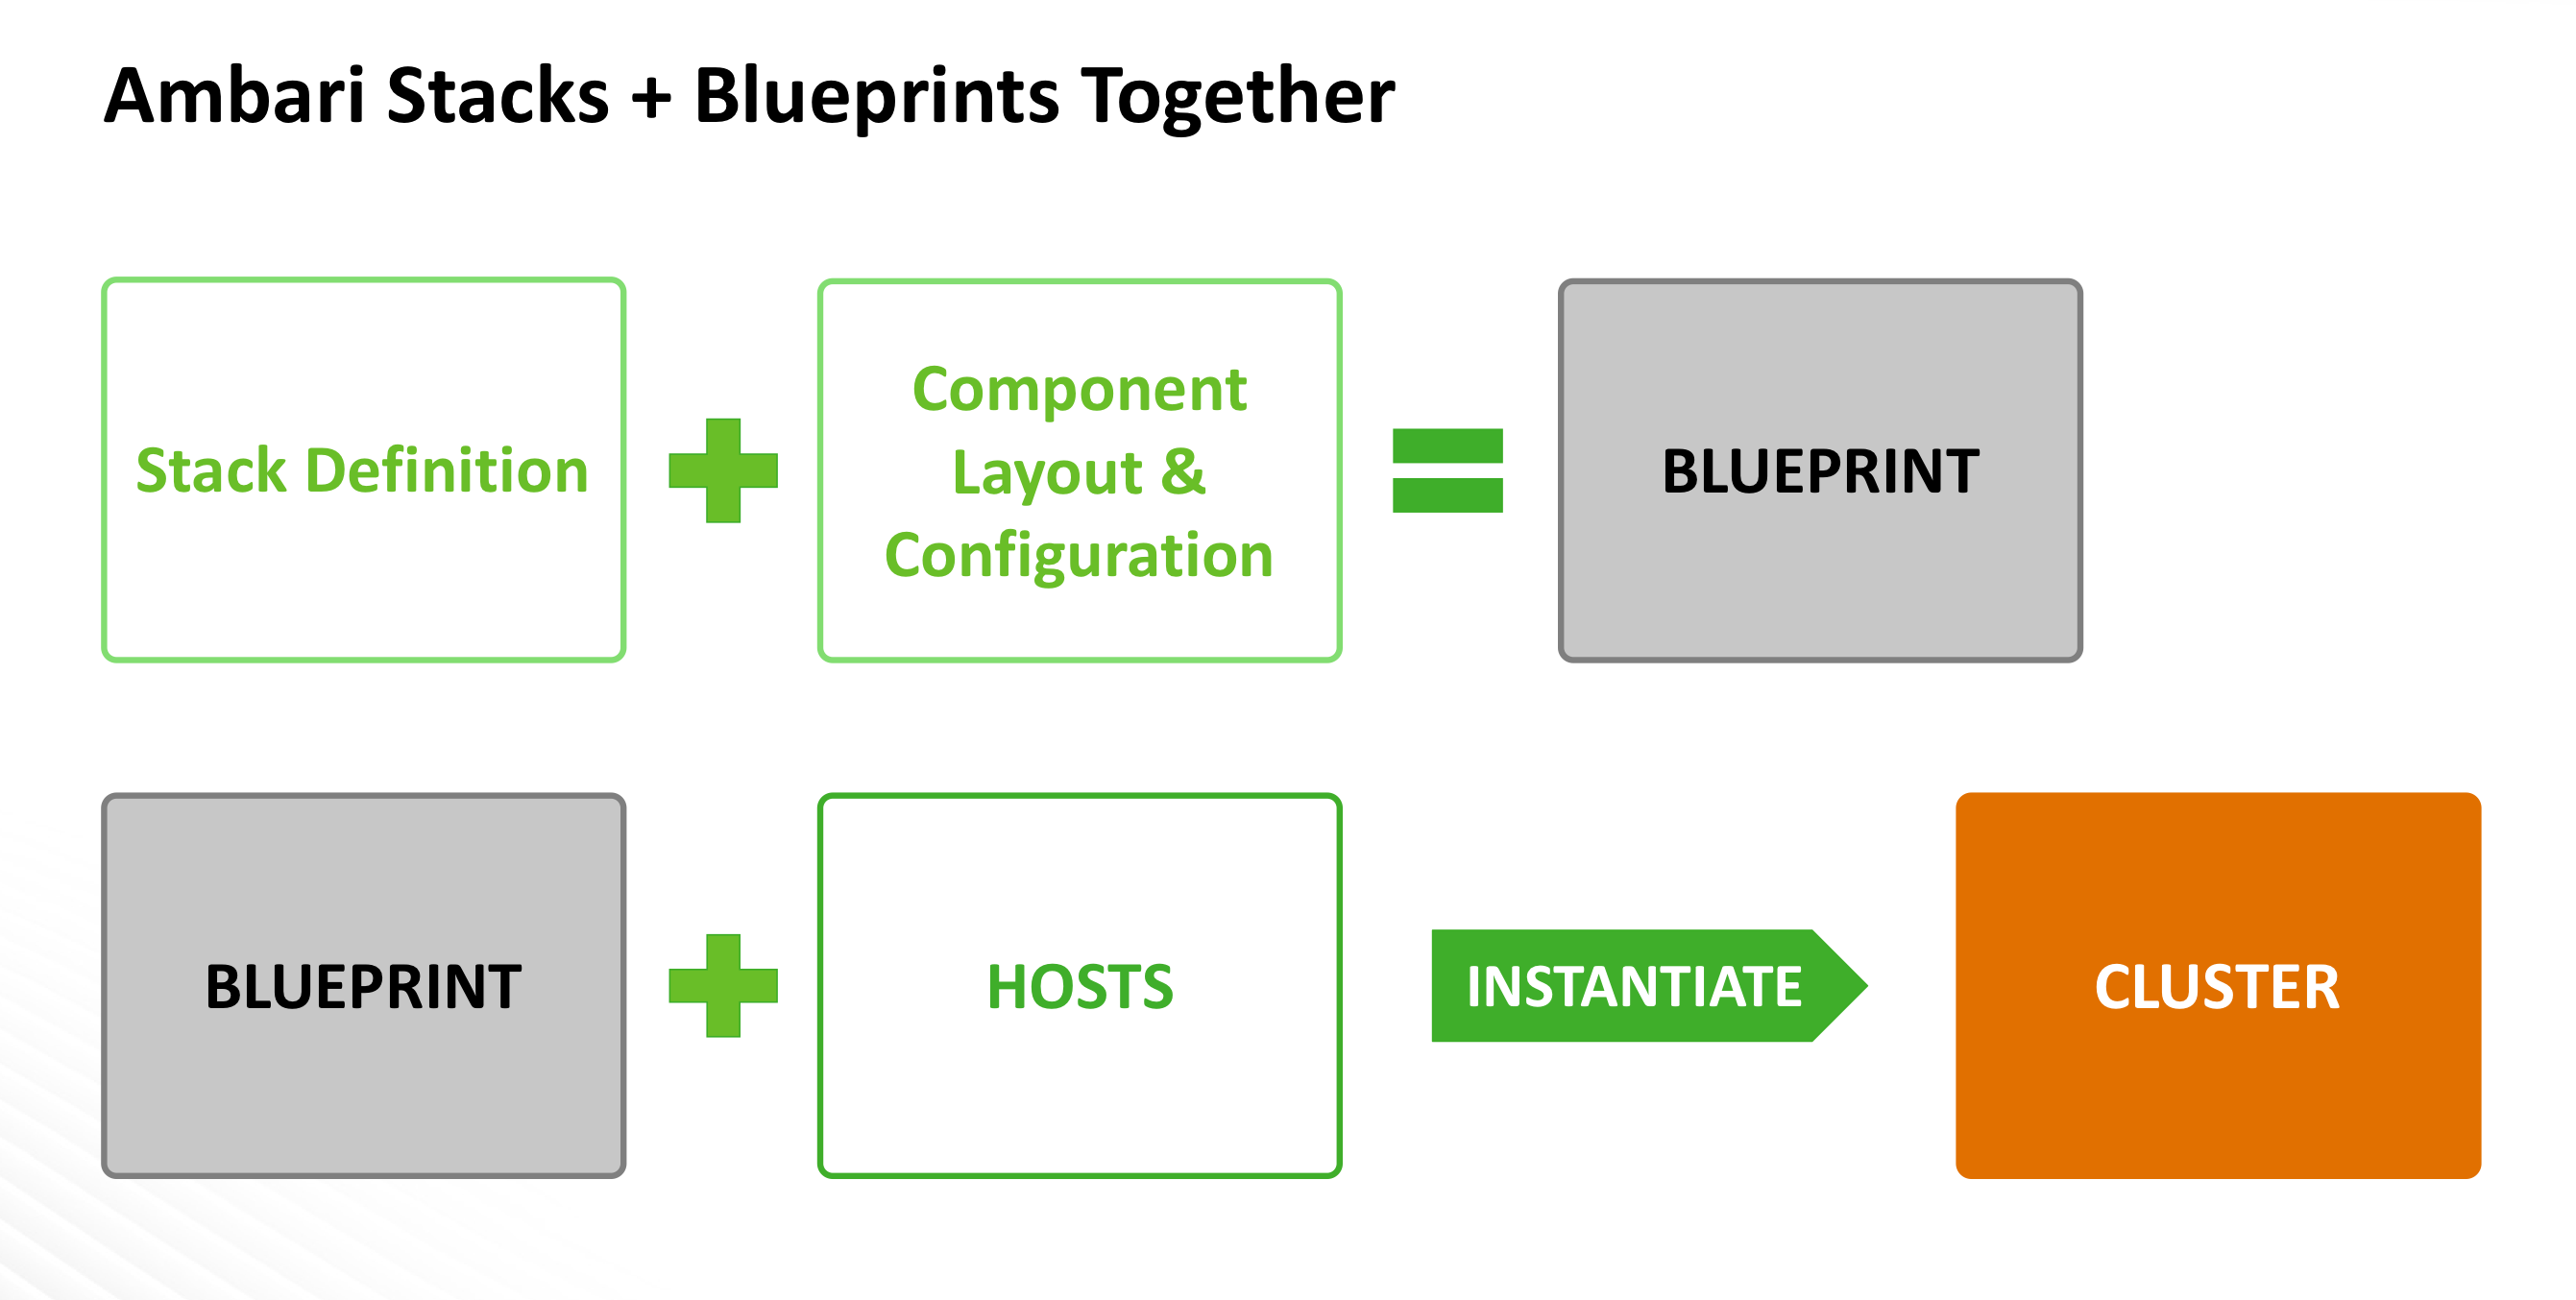 Ambari Stacks + Blueprints Together
Stack Definition
Component
Layout &
Configuration
BLUEPRINT
BLUEPRINT
HOSTS
INSTANTIATE
CLUSTER